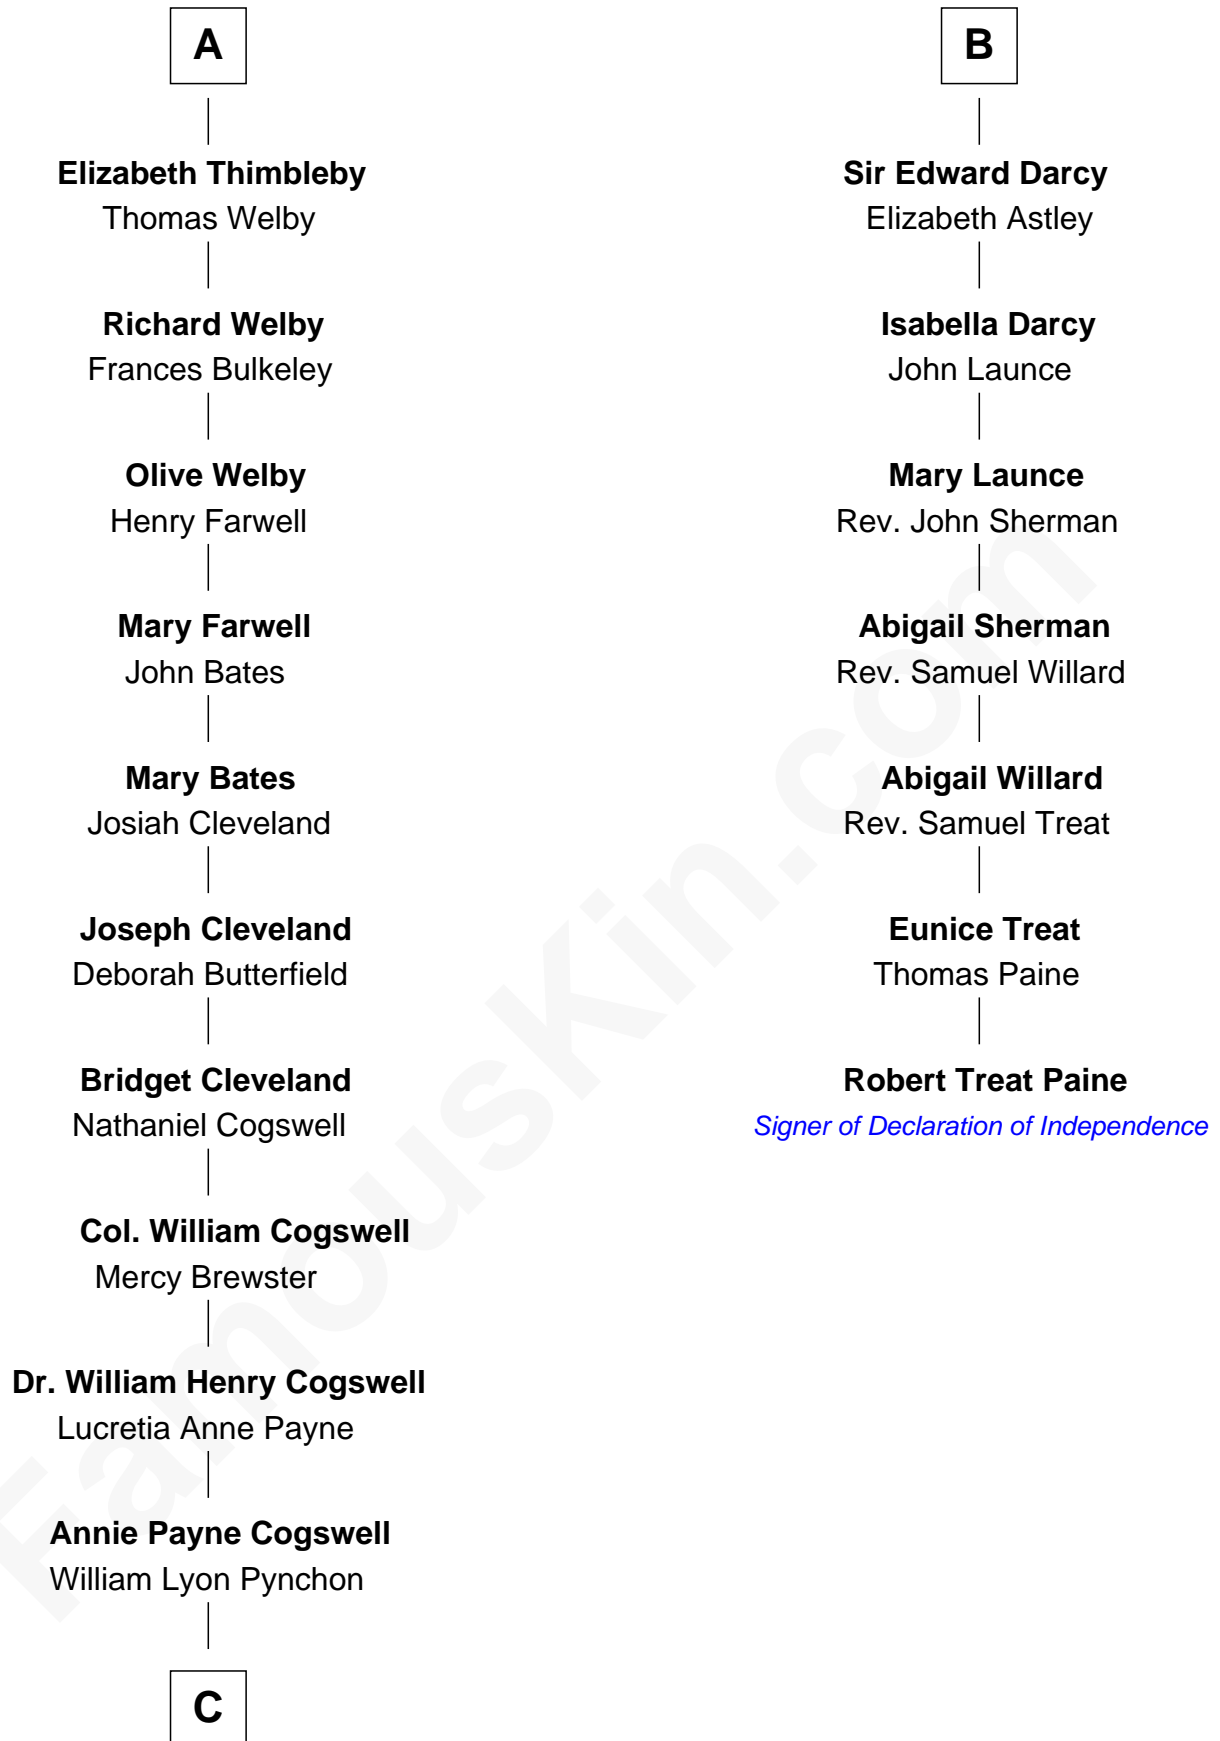 A
Elizabeth Thimbleby
Thomas Welby
Richard Welby
Frances Bulkeley
Olive Welby
Henry Farwell
Mary Farwell
John Bates
Mary Bates
Josiah Cleveland
Joseph Cleveland
Deborah Butterfield
Bridget Cleveland
Nathaniel Cogswell
Col. William Cogswell
Mercy Brewster
Dr. William Henry Cogswell
Lucretia Anne Payne
Annie Payne Cogswell
William Lyon Pynchon
C
B
Sir Edward Darcy
Elizabeth Astley
Isabella Darcy
John Launce
Mary Launce
Rev. John Sherman
Abigail Sherman
Rev. Samuel Willard
Abigail Willard
Rev. Samuel Treat
Eunice Treat
Thomas Paine
Robert Treat Paine
Signer of Declaration of Independence
FamousKin.com